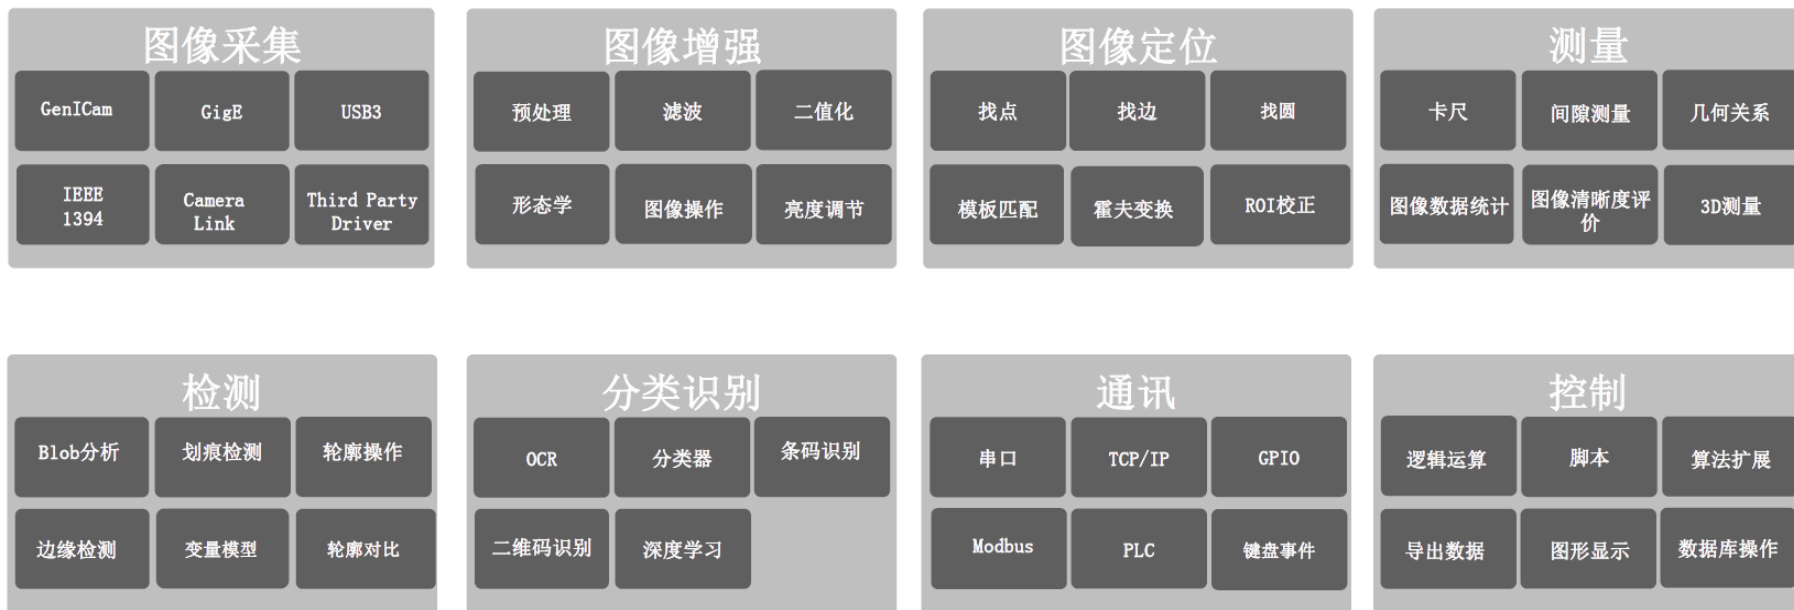 图像采集
GenICam
GigE
USB3
IEEE
1394
Camera
Link
Third Party
Driver
图像增强
预处理
滤波
二值化
形态学
图像操作
亮度调节
图像定位
找点
找边
找圆
模板匹配
霍夫变换
ROI校正
测量
卡尺
间隙测量
几何关系
图像数据统计
图像清晰度评
价
3D测量
检测
Blob分析
划痕检测
轮廓操作
边缘检测
变量模型
轮廓对比
分类识别
OCR
分类器
条码识别
二维码识别
深度学习
通讯
串口
TCP/IP
GPIO
Modbus
PLC
键盘事件
控制
逻辑运算
脚本
算法扩展
导出数据
图形显示
数据库操作